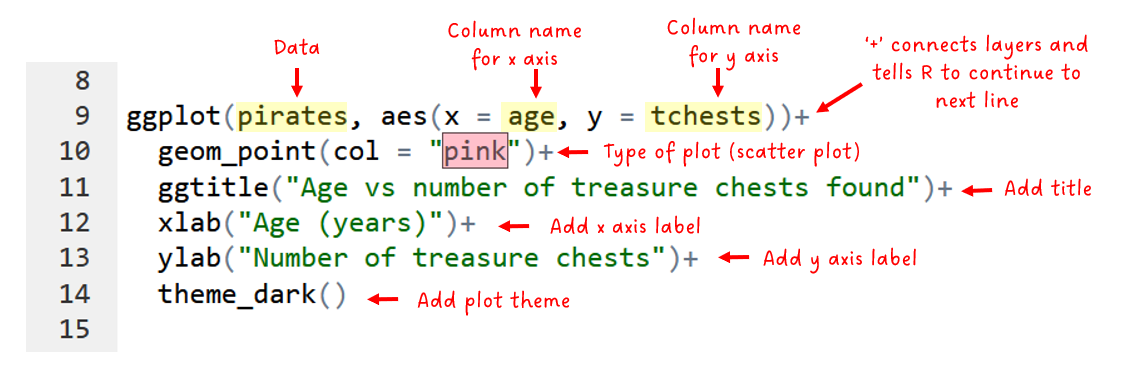 Data
Column name
for x axis
Column name
for y axis
'+' connects layers and
tells R to continue to
next line
8
9 ggplot(pirates, aes(x = age, y = tchests))+
10 geom_point(col = "pink")+ Type of plot (scatter plot)
11 ggtitle("Age vs number of treasure chests found")+ Add title
12 xlab("Age (years)")+ Add x axis label
13 ylab("Number of treasure chests")+ Add y axis label
14 theme_dark() Add plot theme
15